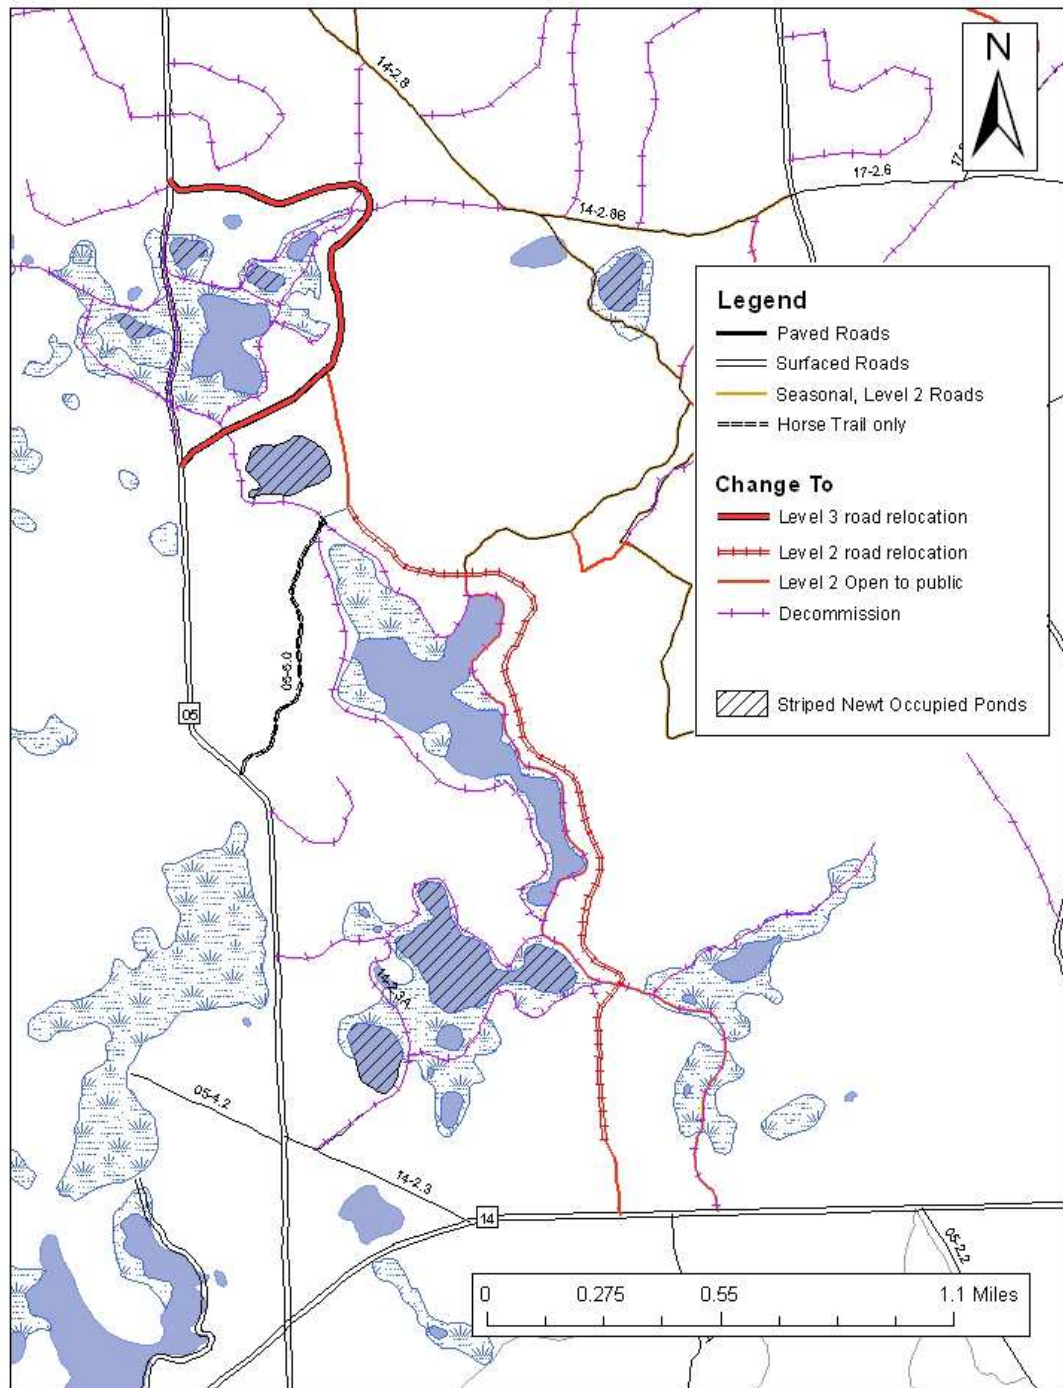 N
14-2.8
17-2.6
14-2.8B
Legend
Paved Roads
Surfaced Roads
Seasonal, Level 2 Roads
Horse Trail only
Change To
Level 3 road relocation
Level 2 road relocation
Level 2 Open to public
Decommission
Striped Newt Occupied Ponds
05-5.0
05
14-2.3A
05-4.2
14-2.3
14
05-2.2
0 0.275 0.55 1.1 Miles